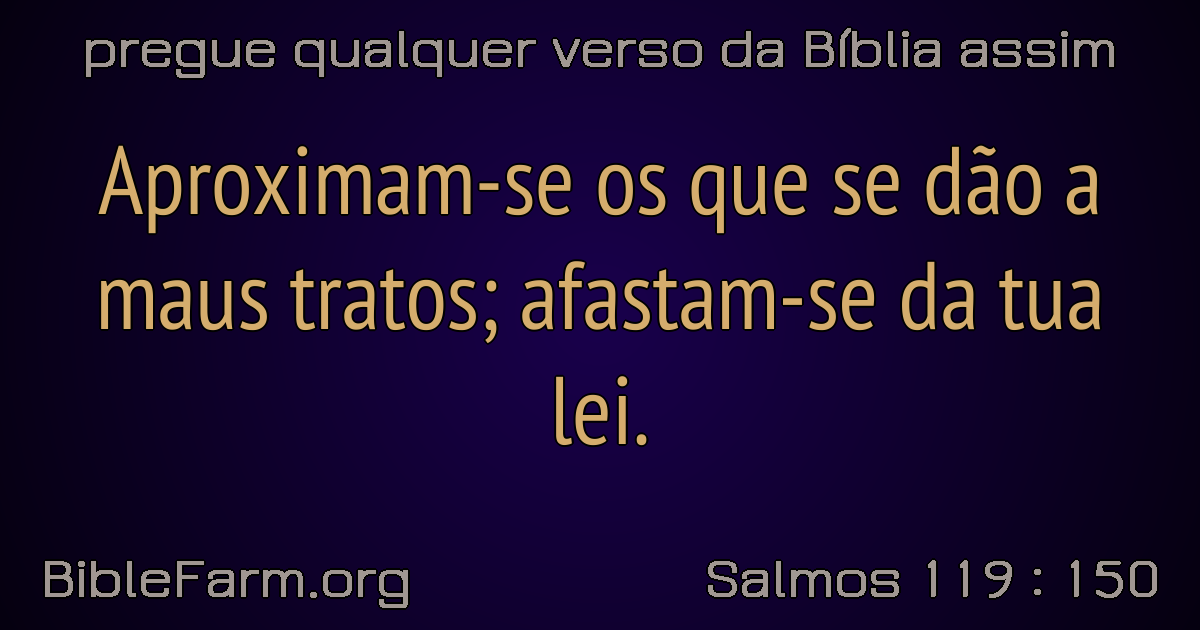 pregue qualquer verso da Bíblia assim
Aproximam-se os que se dão a
maus tratos; afastam-se da tua
lei.
BibleFarm.org
Salmos 119 : 150